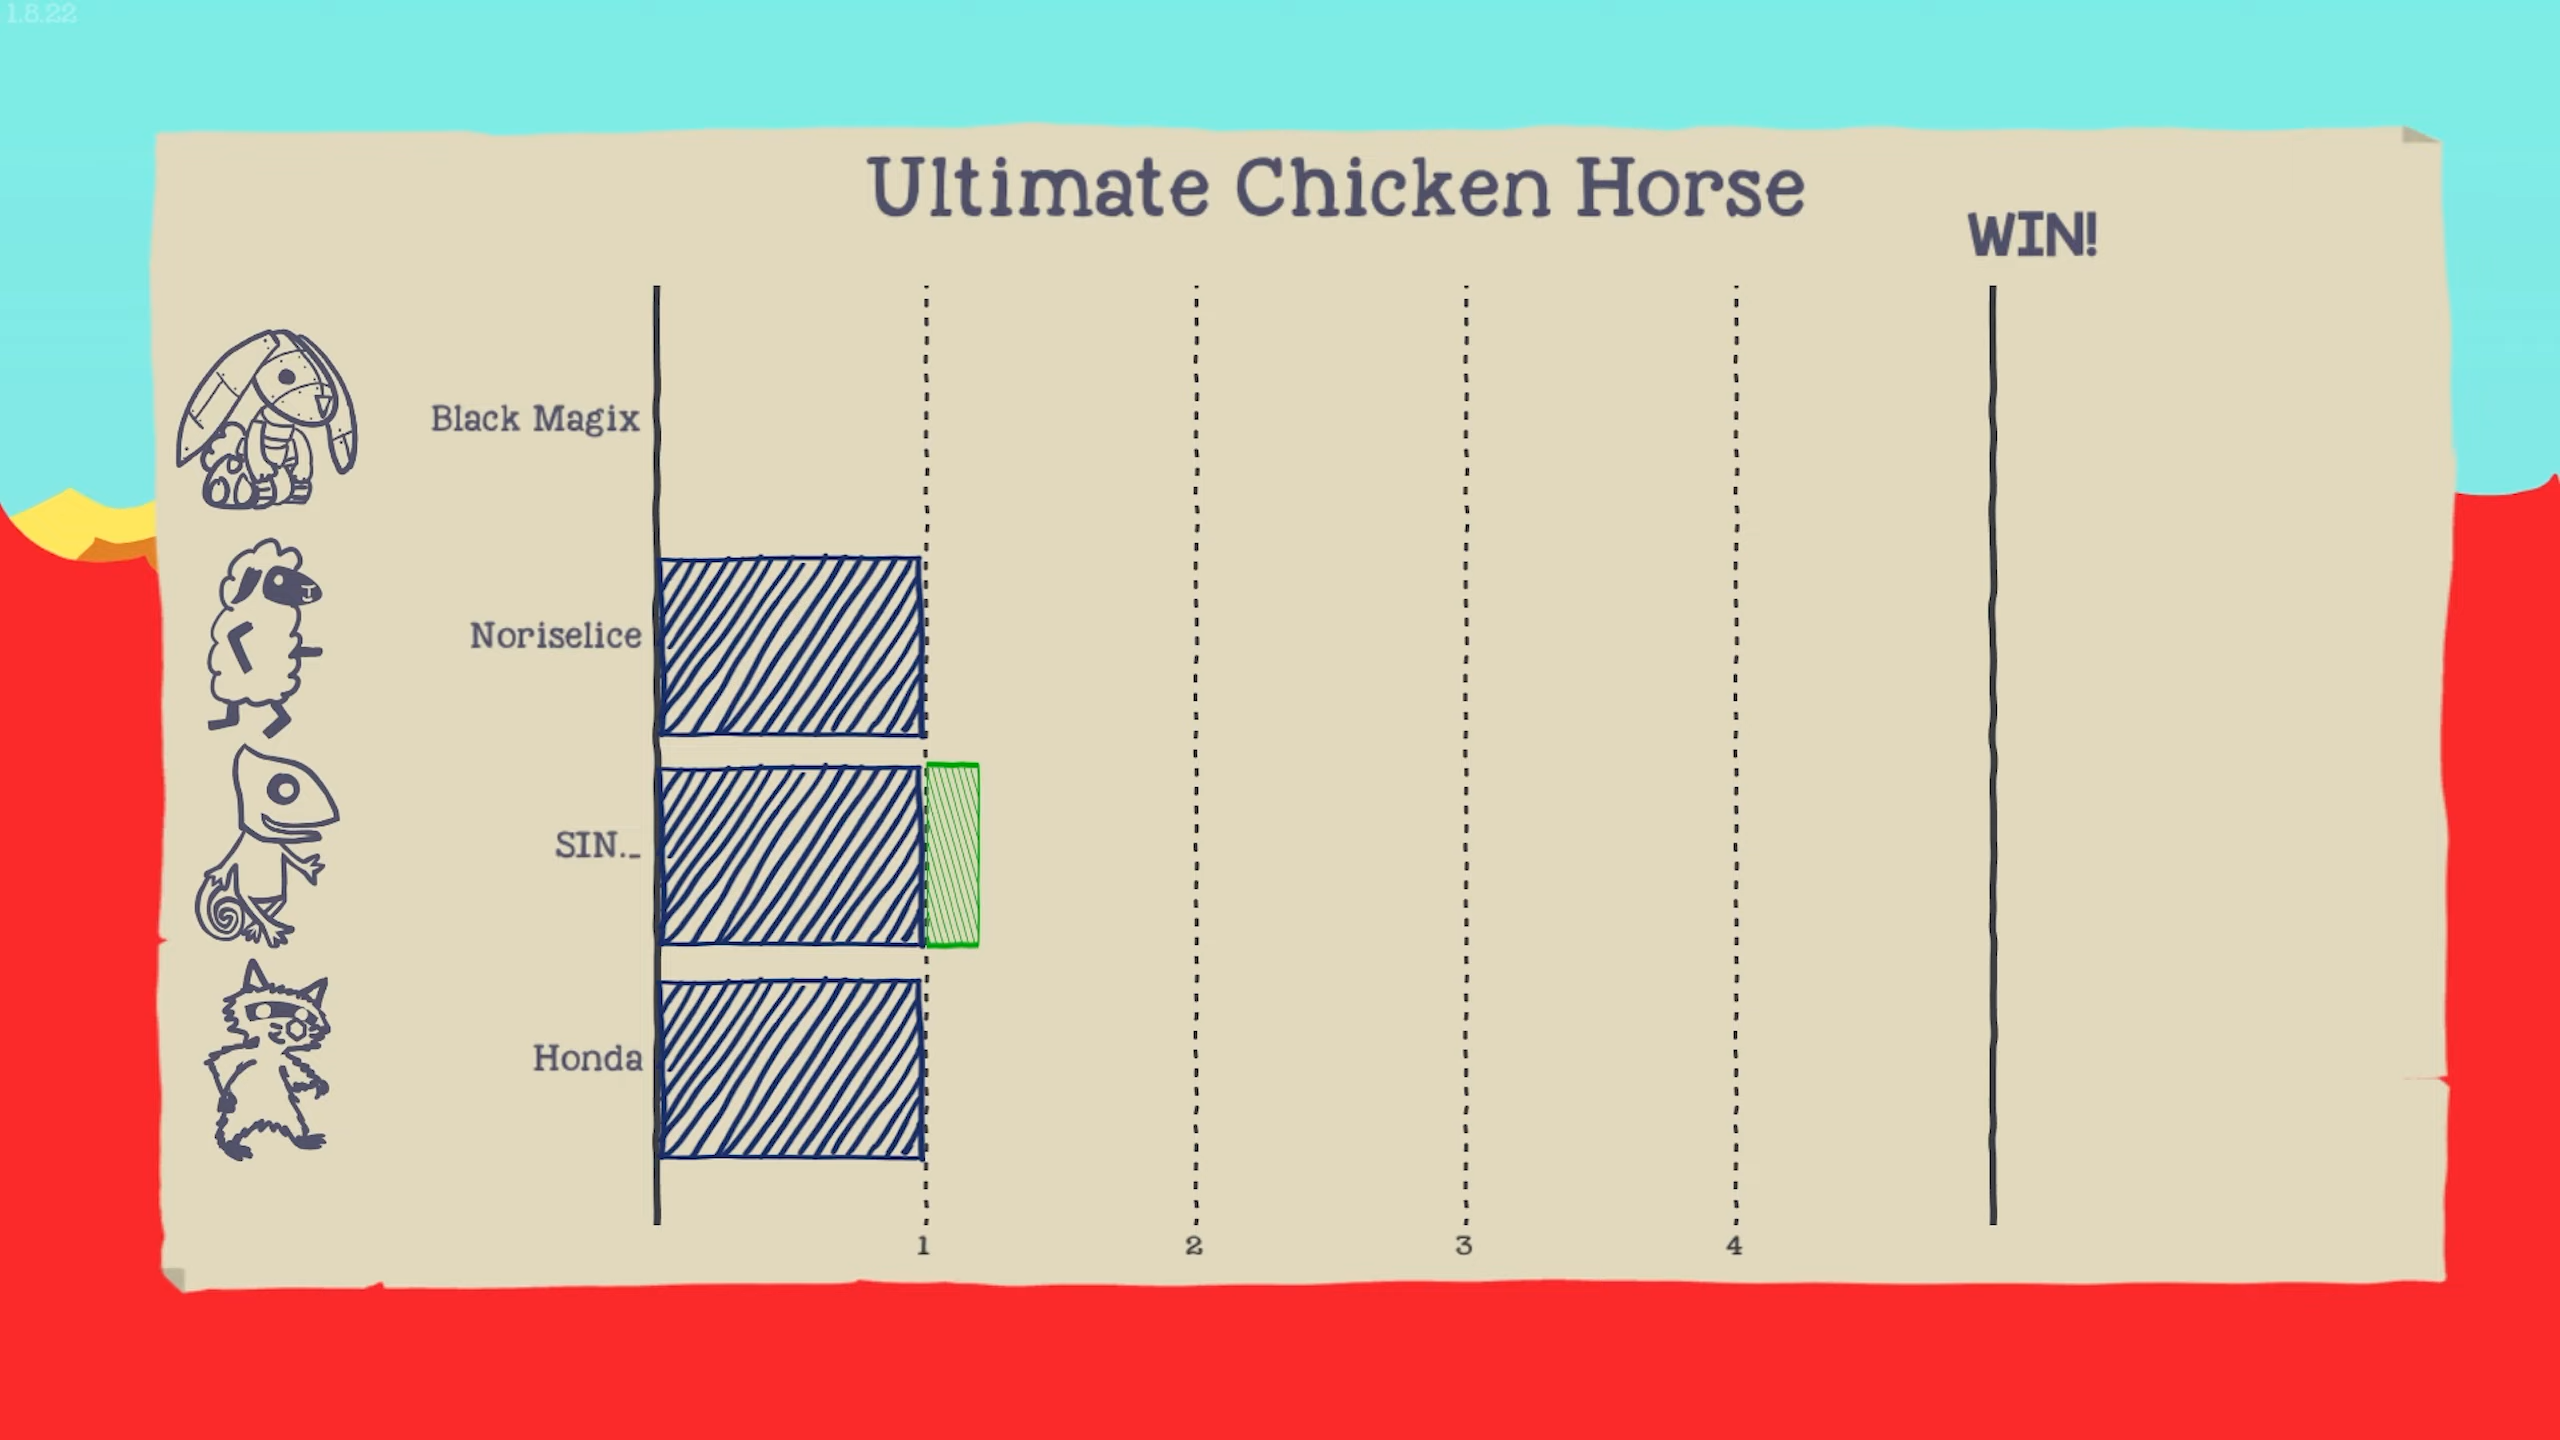 1.8.22
Ultimate Chicken Horse
WIN!
Black Magix
Noriselice
SIN._
Honda
1 2 3 4